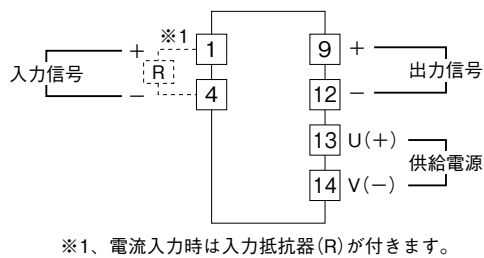 ※1
入力信号
+
−
R
1
4
9
+
12
−
出力信号
13
U(+)
14
V(−)
供給電源
※1、電流入力時は入力抵抗器(R)が付きます。